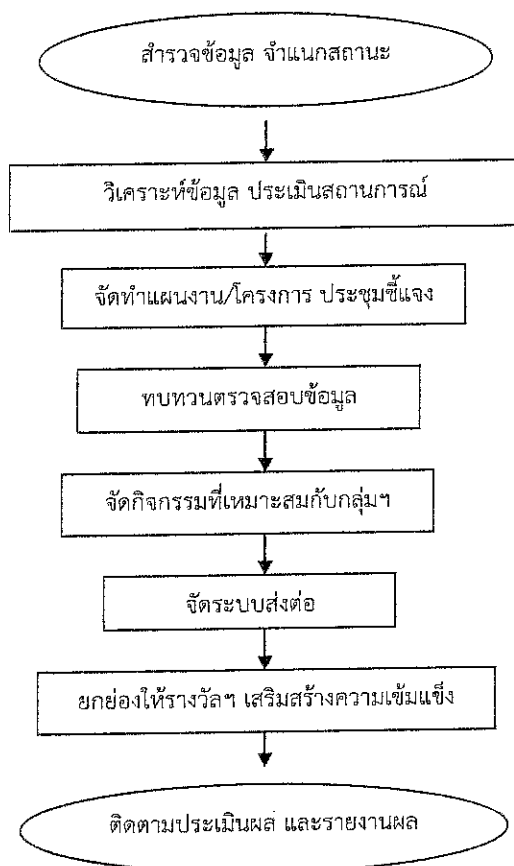 สำรวจข้อมูล จำแนกสถานะ
วิเคราะห์ข้อมูล ประเมินสถานการณ์
จัดทำแผนงาน/โครงการ ประชุมชี้แจง
ทบทวนตรวจสอบข้อมูล
จัดกิจกรรมที่เหมาะสมกับกลุ่มฯ
จัดระบบส่งต่อ
ยกย่องให้รางวัลฯ เสริมสร้างความเข้มแข็ง
ติดตามประเมินผล และรายงานผล